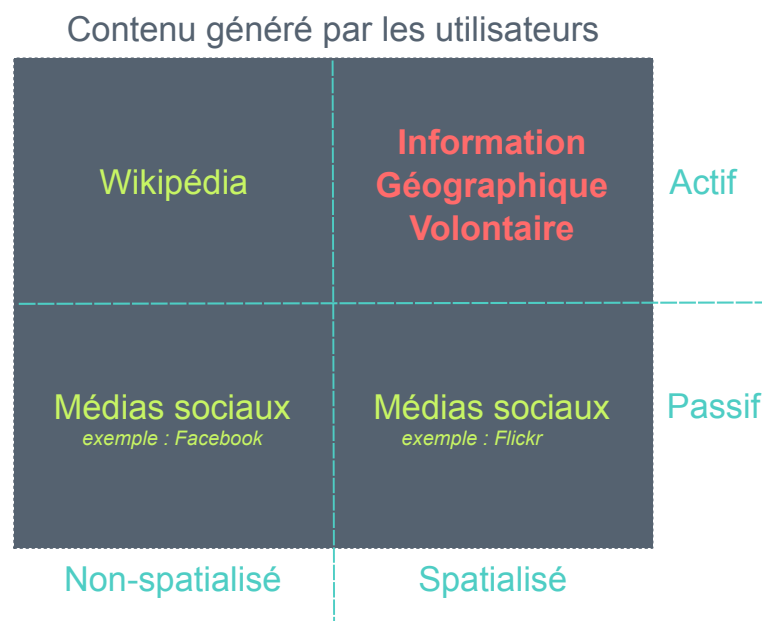 Contenu généré par les utilisateurs
Wikipédia
Information
Géographique
Volontaire
Actif
Médias sociaux
exemple : Facebook
Médias sociaux
exemple : Flickr
Passif
Non-spatialisé
Spatialisé